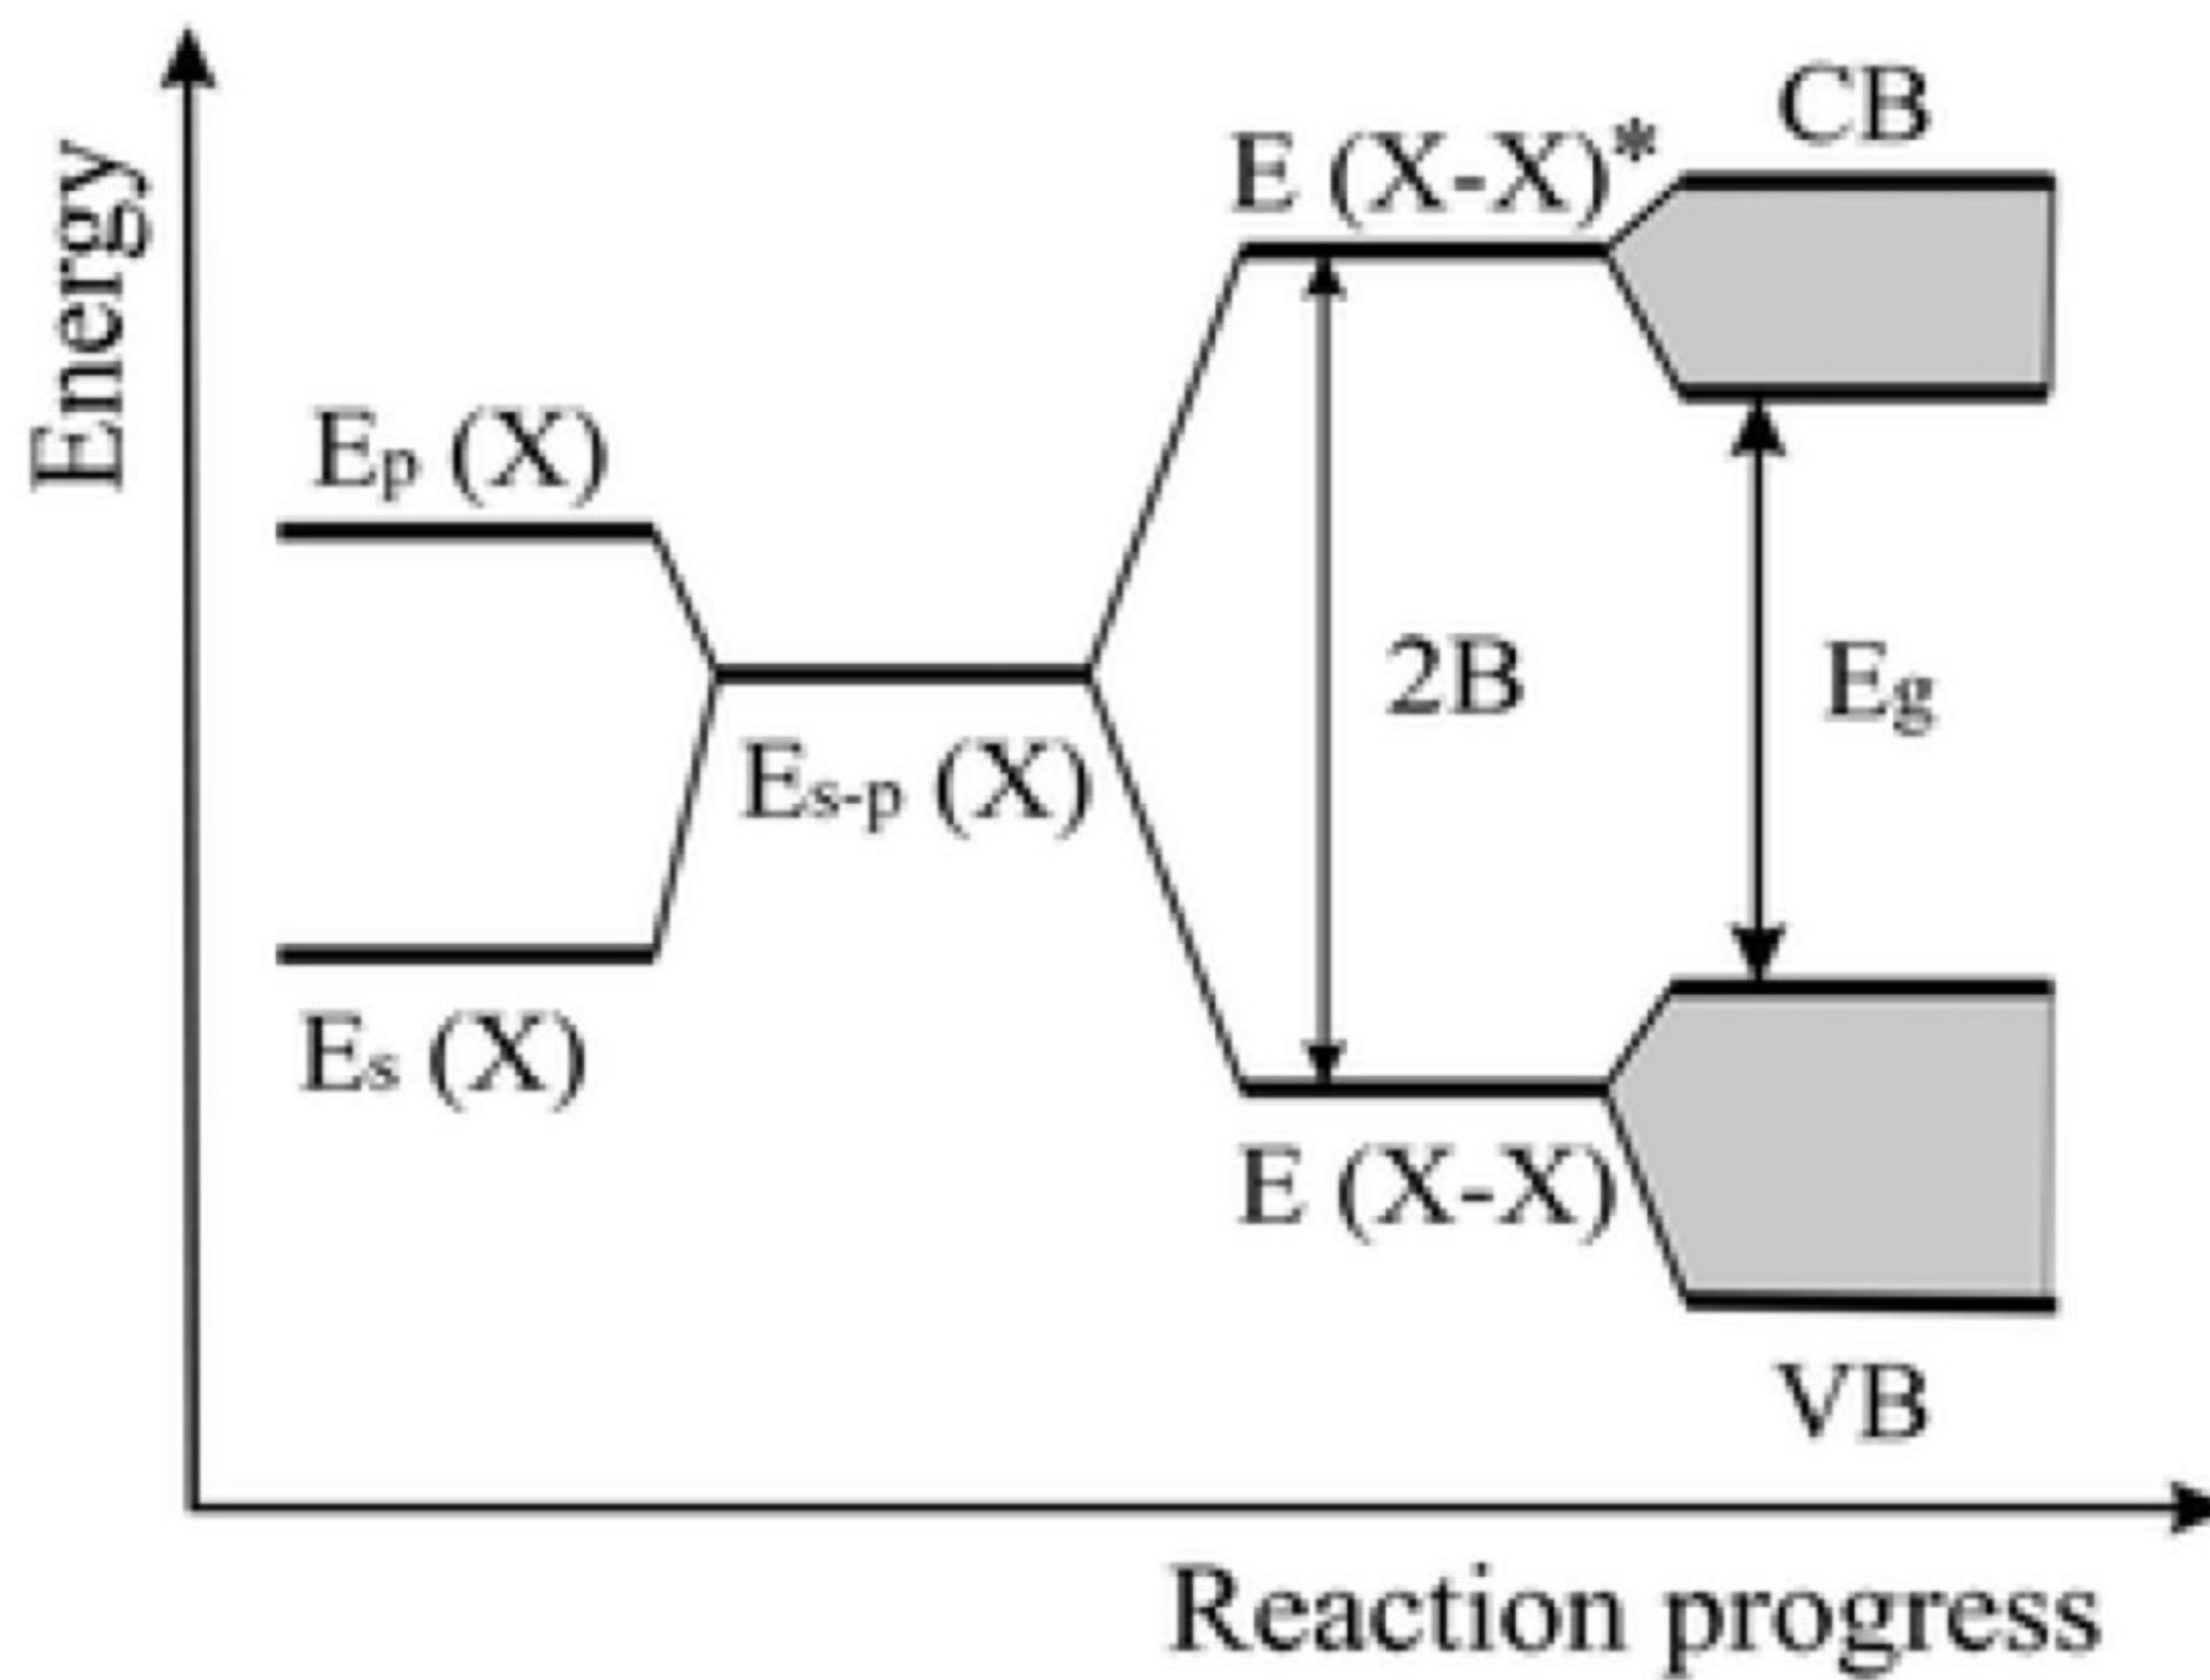 Energy
CB
E (X-X)*
Ep (X)
2B
Eg
Es-p (X)
Es (X)
E (X-X)
VB
Reaction progress